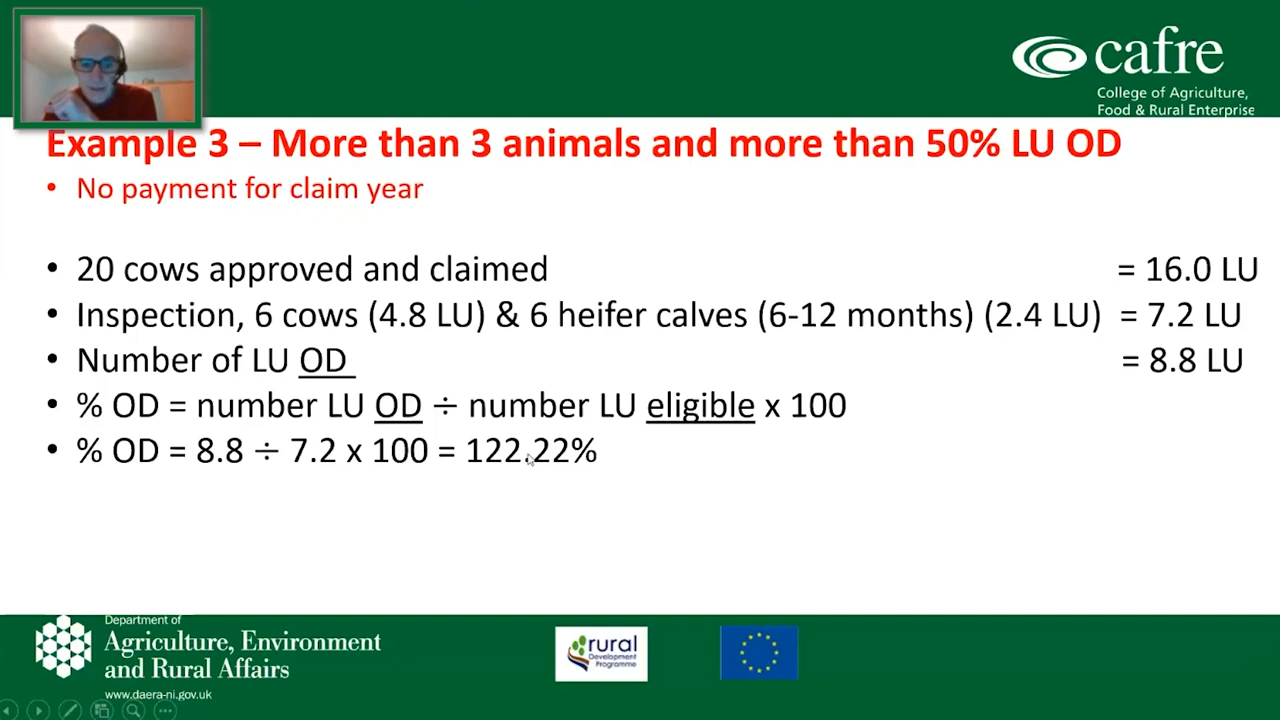 cafre
College of Agriculture,
Food & Rural Enterprise
Example 3 – More than 3 animals and more than 50% LU OD
• No payment for claim year
• 20 cows approved and claimed = 16.0 LU
• Inspection, 6 cows (4.8 LU) & 6 heifer calves (6-12 months) (2.4 LU) = 7.2 LU
• Number of LU OD = 8.8 LU
• % OD = number LU OD ÷ number LU eligible x 100
• % OD = 8.8 ÷ 7.2 x 100 = 122.22%
Department of
Agriculture, Environment
and Rural Affairs
www.daera-ni.gov.uk
rural
Development
Programme